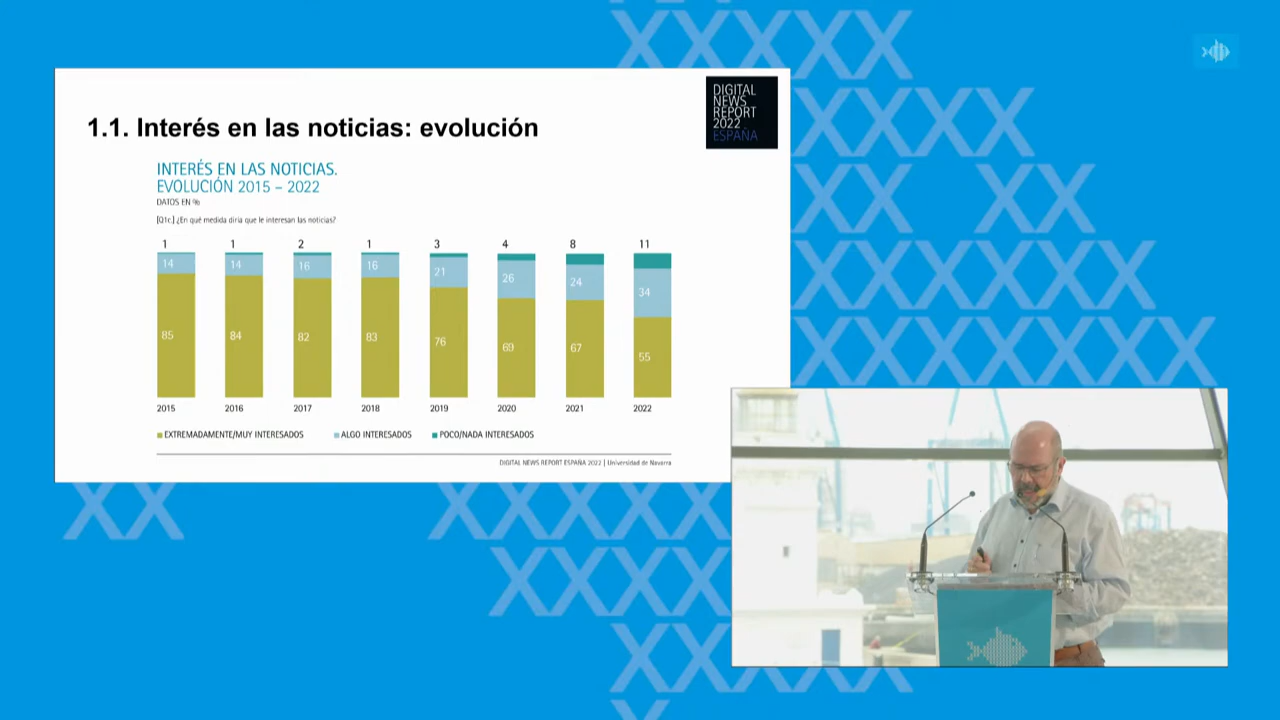 1.1. Interés en las noticias: evolución
DIGITAL
NEWS
REPORT
2022
ESPAÑA
INTERÉS EN LAS NOTICIAS.
EVOLUCIÓN 2015 – 2022
DATOS EN %
[Q1c.] ¿En qué medida diría que le interesan las noticias?
1 1 2 1 3 4 8 11
14 14 16 16 21 26 24 34
85 84 82 83 76 69 67 55
2015 2016 2017 2018 2019 2020 2021 2022
EXTREMADAMENTE/MUY INTERESADOS ALGO INTERESADOS POCO/NADA INTERESADOS
DIGITAL NEWS REPORT ESPAÑA 2022 | Universidad de Navarra